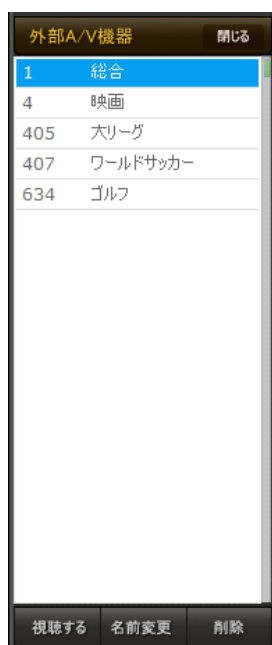 外部A/V機器 閉じる
1 総合
4 映画
405 大リーグ
407 ワールドサッカー
634 ゴルフ
視聴する 名前変更 削除